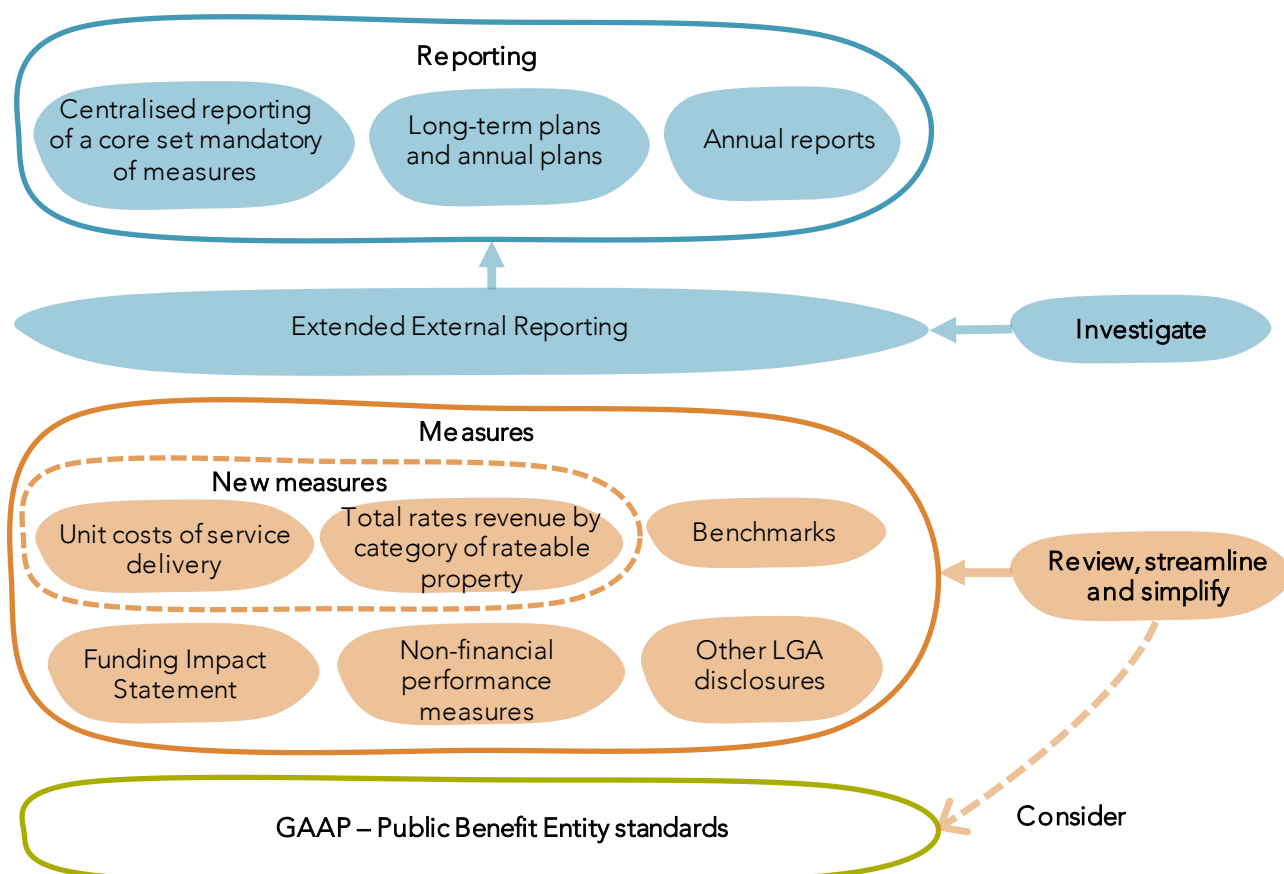 Reporting
Centralised reporting
of a core set mandatory
of measures
Long-term plans
and annual plans
Annual reports
Extended External Reporting
Investigate
Measures
New measures
Unit costs of service
delivery
Total rates revenue by
category of rateable
property
Benchmarks
Review, streamline
and simplify
Funding Impact
Statement
Non-financial
performance
measures
Other LGA
disclosures
GAAP – Public Benefit Entity standards
Consider